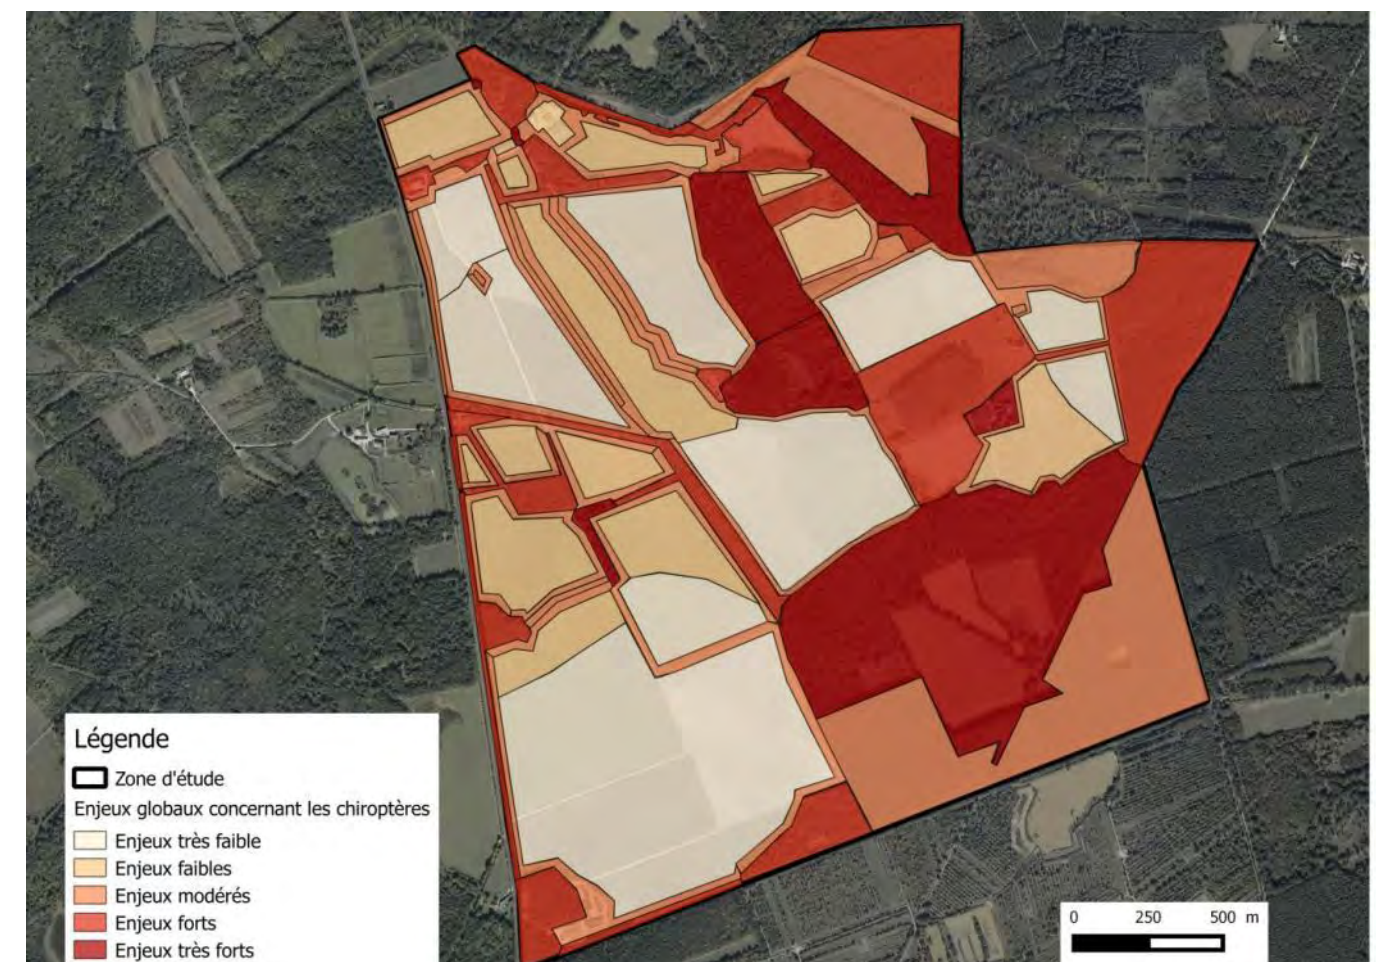 Légende
Zone d'étude
Enjeux globaux concernant les chiroptères
Enjeux très faible
Enjeux faibles
Enjeux modérés
Enjeux forts
Enjeux très forts
0 250 500 m